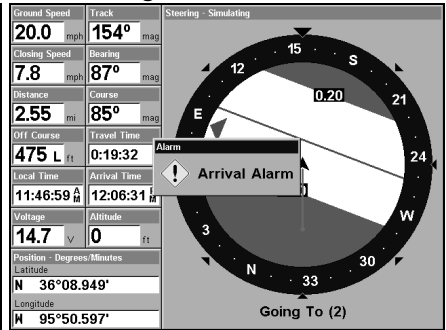 Ground Speed
20.0 mph
Track
154° mag
Closing Speed
7.8 mph
Bearing
87° mag
Distance
2.55 mi
Course
85° mag
Off Course
475 L ft
Travel Time
0:19:32
Local Time
11:46:59 AM
Arrival Time
12:06:31
Voltage
14.7 V
Altitude
0 ft
Position - Degrees/Minutes
Latitude
N 36°08.949'
Longitude
W 95°50.597'
Steering - Simulating
15
S
12
21
0.20
E
24
W
3
30
N
33
Alarm
Arrival Alarm
Going To (2)